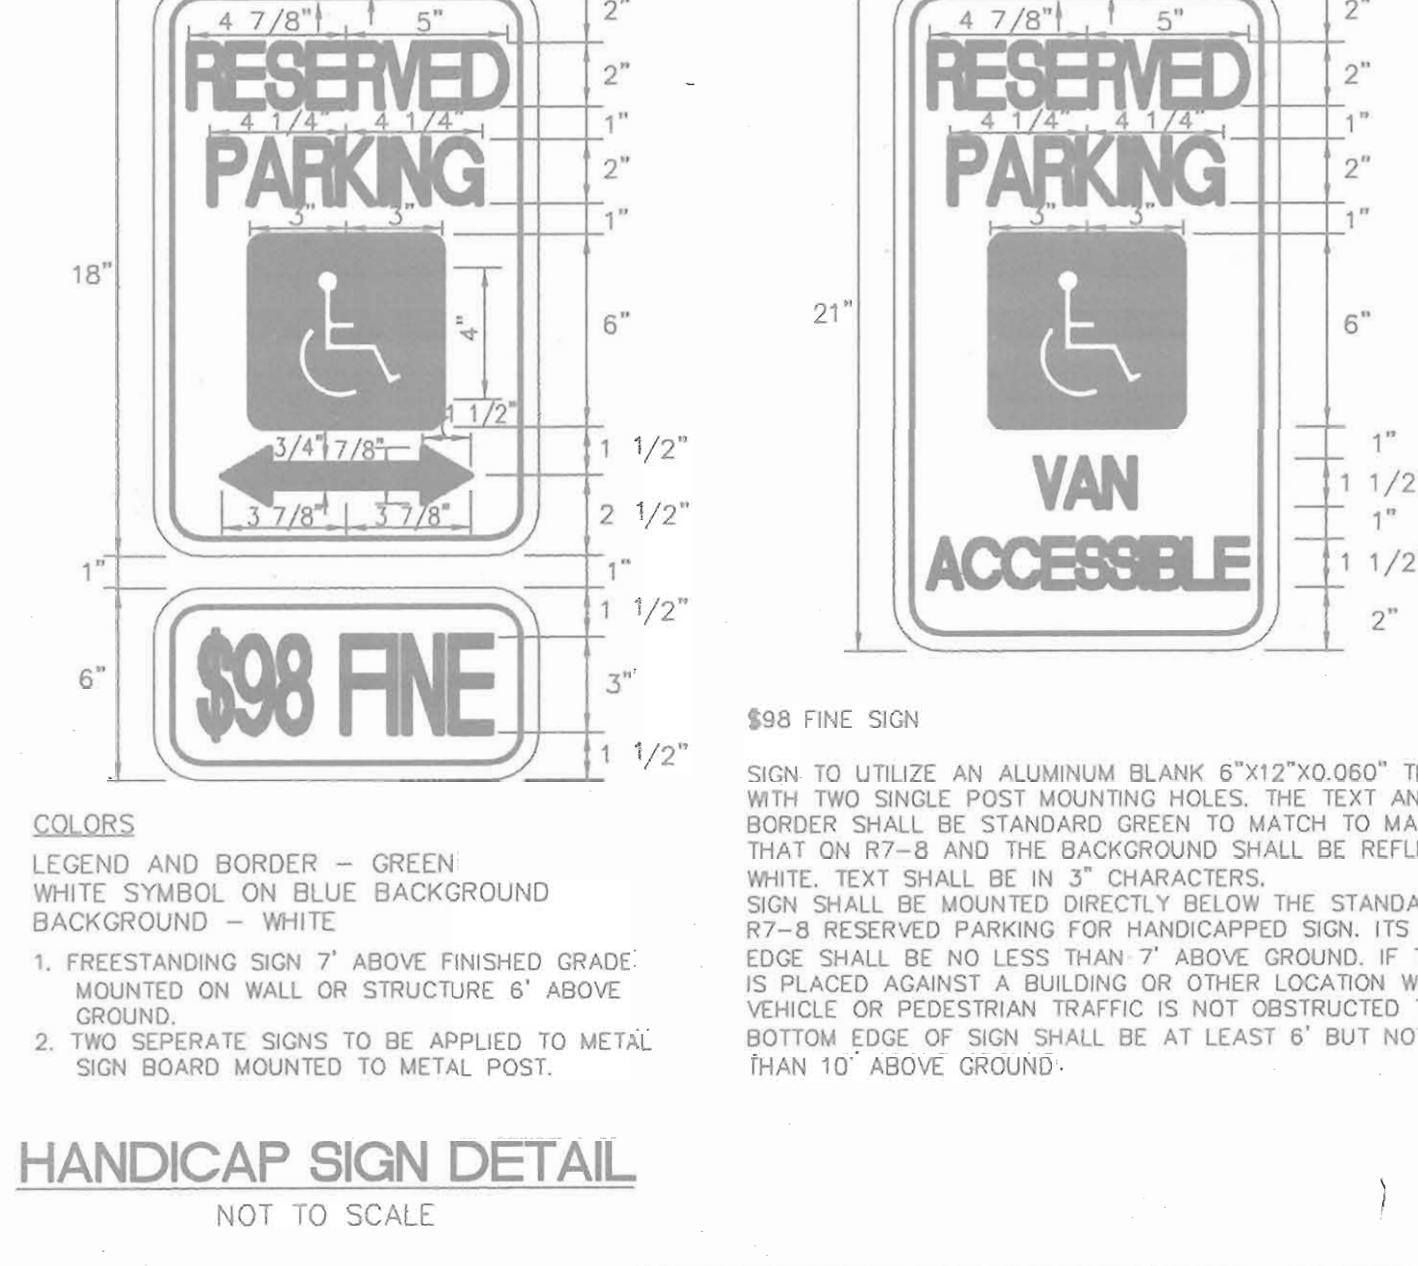 4 7/8" 5" 2"
RESERVED 2"
4 1/4" 4 1/4" 1"
PARKING 2"
3" 3" 1"
18" 6"
4"
1 1/2"
3/4" 7/8" 1 1/2"
3 7/8" 3 7/8" 2 1/2"
1" 1"
1 1/2"
6" $98 FINE 3"
1 1/2"
COLORS
LEGEND AND BORDER – GREEN
WHITE SYMBOL ON BLUE BACKGROUND
BACKGROUND – WHITE
1. FREESTANDING SIGN 7' ABOVE FINISHED GRADE
MOUNTED ON WALL OR STRUCTURE 6' ABOVE
GROUND.
2. TWO SEPERATE SIGNS TO BE APPLIED TO METAL
SIGN BOARD MOUNTED TO METAL POST.
HANDICAP SIGN DETAIL
NOT TO SCALE
4 7/8" 5" 2"
RESERVED 2"
4 1/4" 4 1/4" 1"
PARKING 2"
3" 3" 1"
21" 6"
1"
VAN 1 1/2
1"
ACCESSIBLE 1 1/2
2"
$98 FINE SIGN
SIGN TO UTILIZE AN ALUMINUM BLANK 6"X12"X0.060"
WITH TWO SINGLE POST MOUNTING HOLES. THE TEXT AN
BORDER SHALL BE STANDARD GREEN TO MATCH TO MA
THAT ON R7–8 AND THE BACKGROUND SHALL BE REFL
WHITE. TEXT SHALL BE IN 3" CHARACTERS.
SIGN SHALL BE MOUNTED DIRECTLY BELOW THE STANDA
R7–8 RESERVED PARKING FOR HANDICAPPED SIGN. ITS
EDGE SHALL BE NO LESS THAN 7' ABOVE GROUND. IF
IS PLACED AGAINST A BUILDING OR OTHER LOCATION W
VEHICLE OR PEDESTRIAN TRAFFIC IS NOT OBSTRUCTED
BOTTOM EDGE OF SIGN SHALL BE AT LEAST 6' BUT NO
THAN 10' ABOVE GROUND.